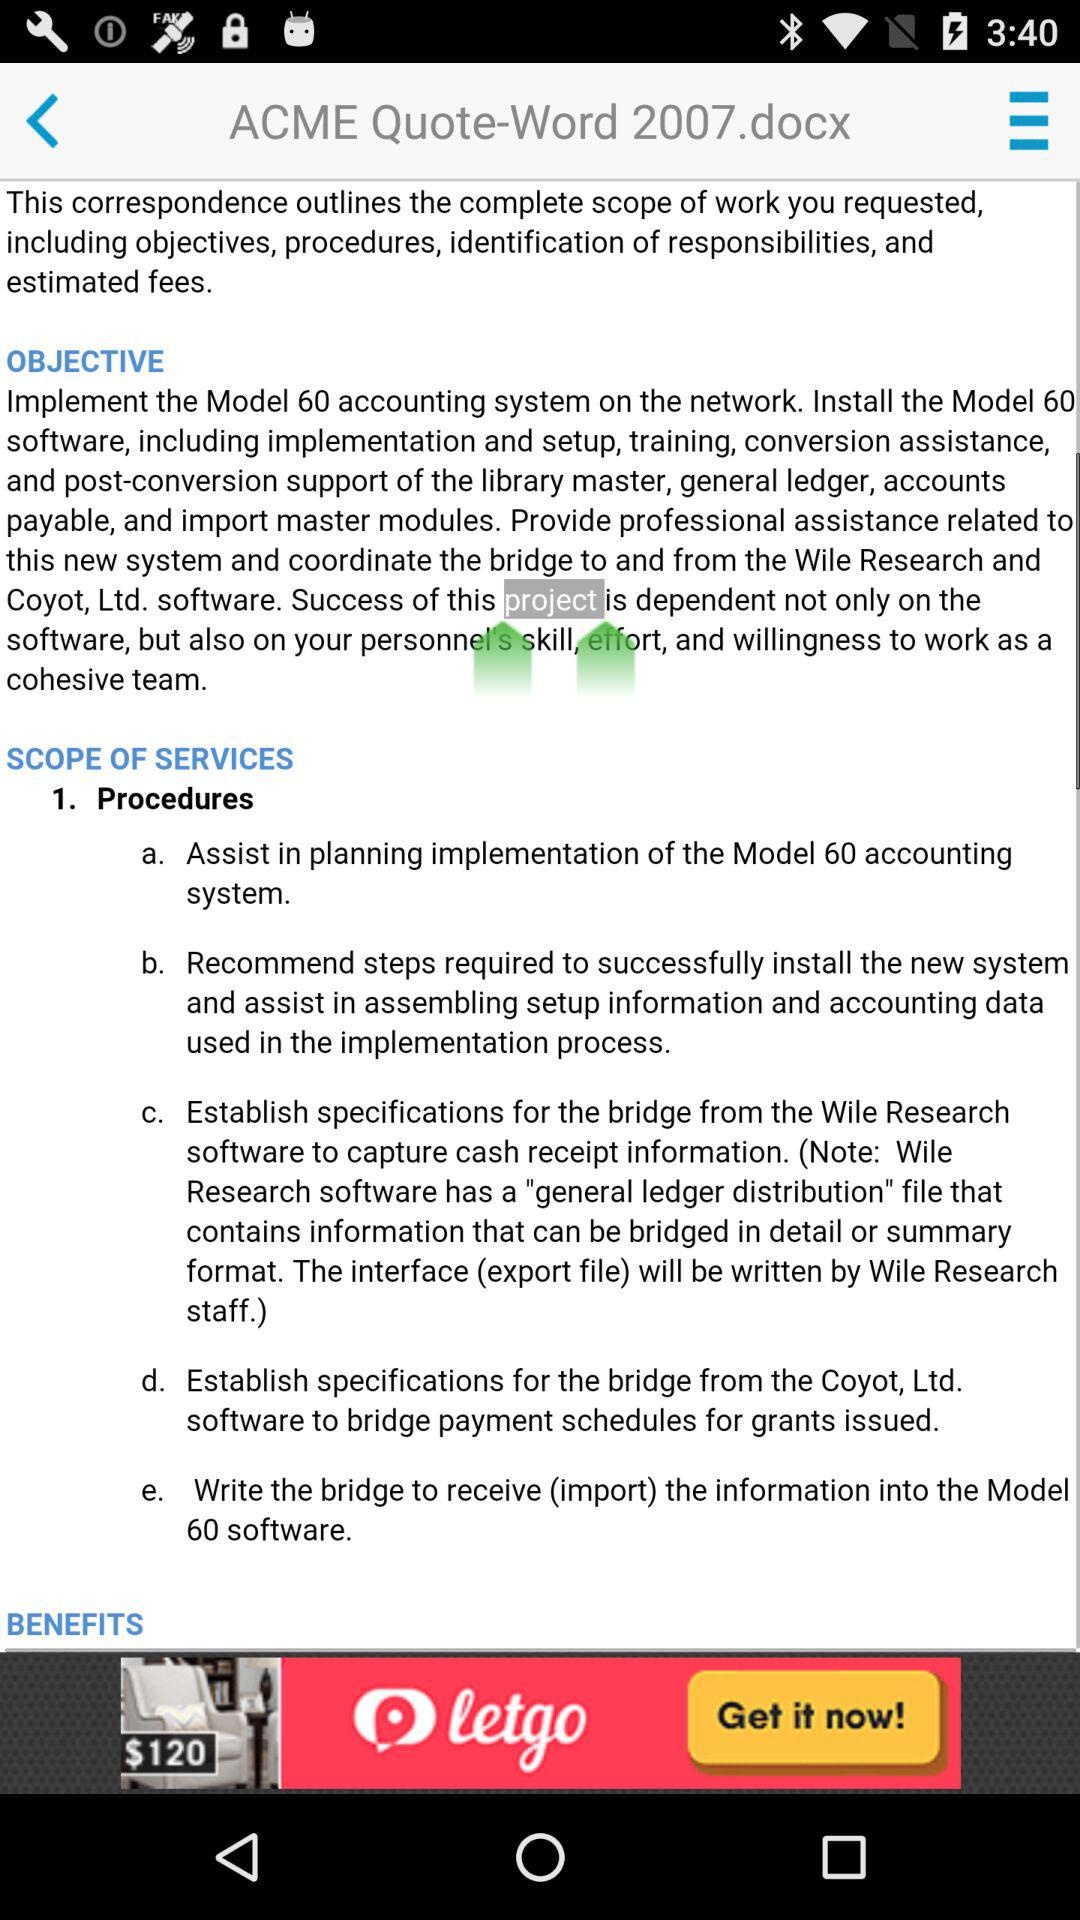 FAKE
3:40
ACME Quote-Word 2007.docx
This correspondence outlines the complete scope of work you requested,
including objectives, procedures, identification of responsibilities, and
estimated fees.
OBJECTIVE
Implement the Model 60 accounting system on the network. Install the Model 60
software, including implementation and setup, training, conversion assistance,
and post-conversion support of the library master, general ledger, accounts
payable, and import master modules. Provide professional assistance related to
this new system and coordinate the bridge to and from the Wile Research and
Coyot, Ltd. software. Success of this project is dependent not only on the
software, but also on your personnel's skill, effort, and willingness to work as a
cohesive team.
SCOPE OF SERVICES
1. Procedures
a. Assist in planning implementation of the Model 60 accounting
system.
b. Recommend steps required to successfully install the new system
and assist in assembling setup information and accounting data
used in the implementation process.
c. Establish specifications for the bridge from the Wile Research
software to capture cash receipt information. (Note:  Wile
Research software has a "general ledger distribution" file that
contains information that can be bridged in detail or summary
format. The interface (export file) will be written by Wile Research
staff.)
d. Establish specifications for the bridge from the Coyot, Ltd.
software to bridge payment schedules for grants issued.
e.  Write the bridge to receive (import) the information into the Model
60 software.
BENEFITS
$120
letgo
Get it now!